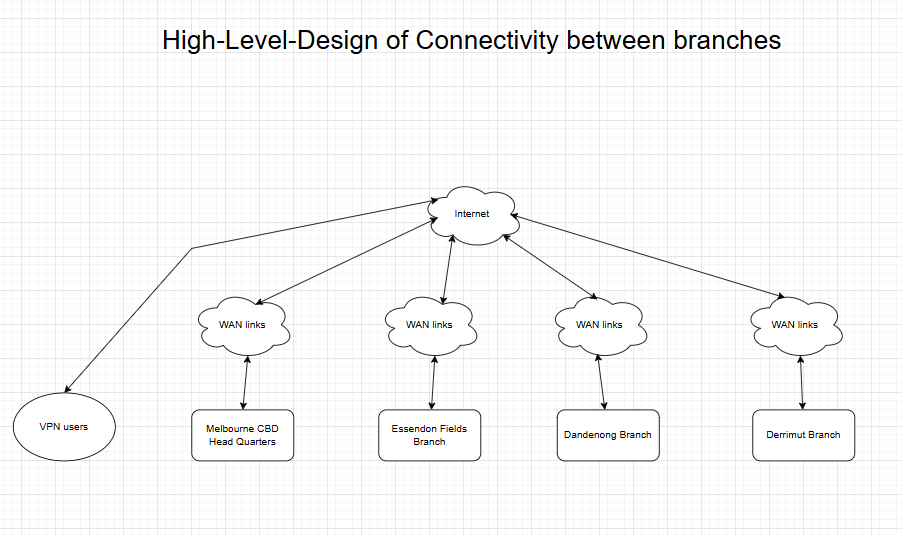 High-Level-Design of Connectivity between branches
Internet
WAN links
WAN links
WAN links
WAN links
VPN users
Melbourne CBD
Head Quarters
Essendon Fields
Branch
Dandenong Branch
Derrimut Branch